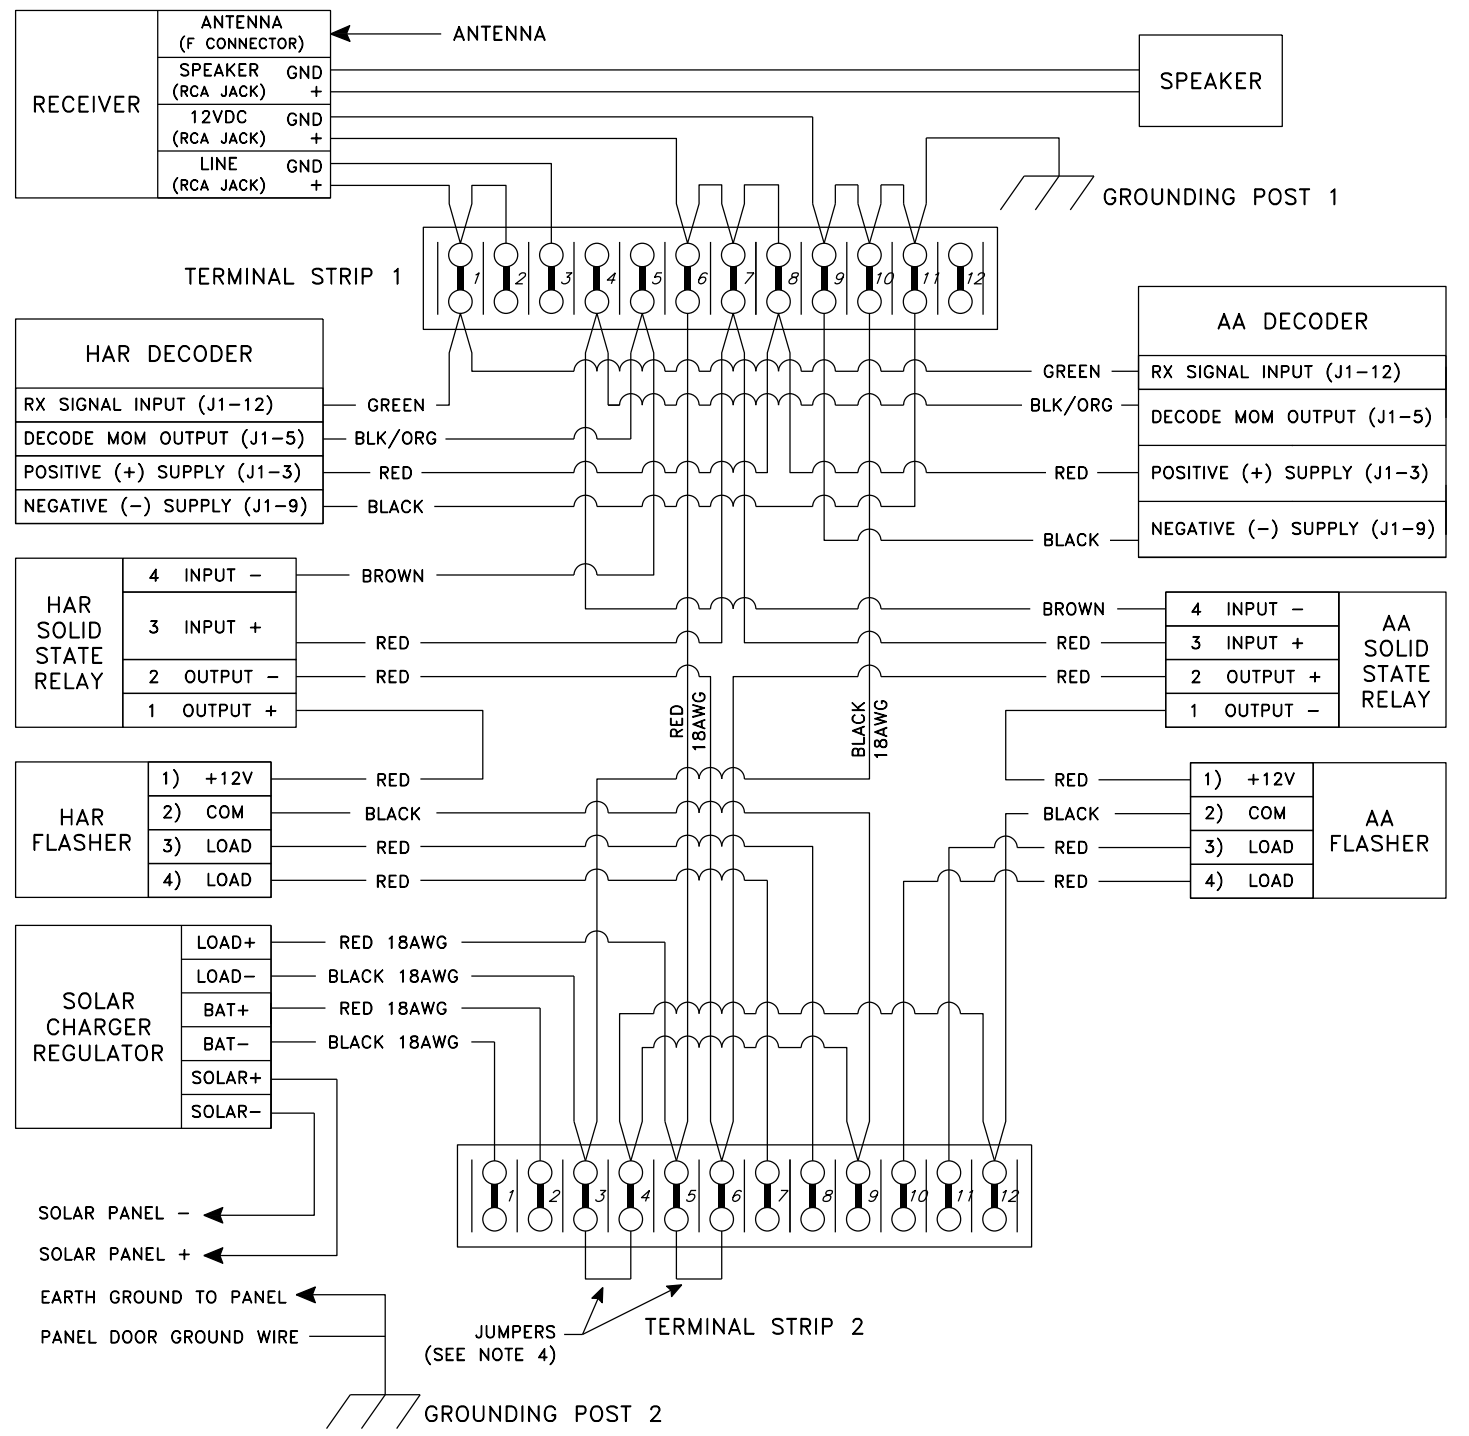 RECEIVER
ANTENNA
(F CONNECTOR)
SPEAKER GND
(RCA JACK) +
12VDC GND
(RCA JACK) +
LINE GND
(RCA JACK) +
ANTENNA
SPEAKER
GROUNDING POST 1
TERMINAL STRIP 1
1 2 3 4 5 6 7 8 9 10 11 12
HAR DECODER
RX SIGNAL INPUT (J1-12)
DECODE MOM OUTPUT (J1-5)
POSITIVE (+) SUPPLY (J1-3)
NEGATIVE (-) SUPPLY (J1-9)
GREEN
BLK/ORG
RED
BLACK
AA DECODER
RX SIGNAL INPUT (J1-12)
DECODE MOM OUTPUT (J1-5)
POSITIVE (+) SUPPLY (J1-3)
NEGATIVE (-) SUPPLY (J1-9)
GREEN
BLK/ORG
RED
BLACK
HAR
SOLID
STATE
RELAY
4 INPUT -
3 INPUT +
2 OUTPUT -
1 OUTPUT +
BROWN
RED
RED
RED
18AWG
BLACK
18AWG
BROWN
RED
RED
4 INPUT -
3 INPUT +
2 OUTPUT +
1 OUTPUT -
AA
SOLID
STATE
RELAY
HAR
FLASHER
1) +12V
2) COM
3) LOAD
4) LOAD
RED
BLACK
RED
RED
RED
BLACK
RED
RED
1) +12V
2) COM
3) LOAD
4) LOAD
AA
FLASHER
SOLAR
CHARGER
REGULATOR
LOAD+
LOAD-
BAT+
BAT-
SOLAR+
SOLAR-
RED 18AWG
BLACK 18AWG
RED 18AWG
BLACK 18AWG
1 2 3 4 5 6 7 8 9 10 11 12
SOLAR PANEL -
SOLAR PANEL +
EARTH GROUND TO PANEL
PANEL DOOR GROUND WIRE
JUMPERS
(SEE NOTE 4)
TERMINAL STRIP 2
GROUNDING POST 2